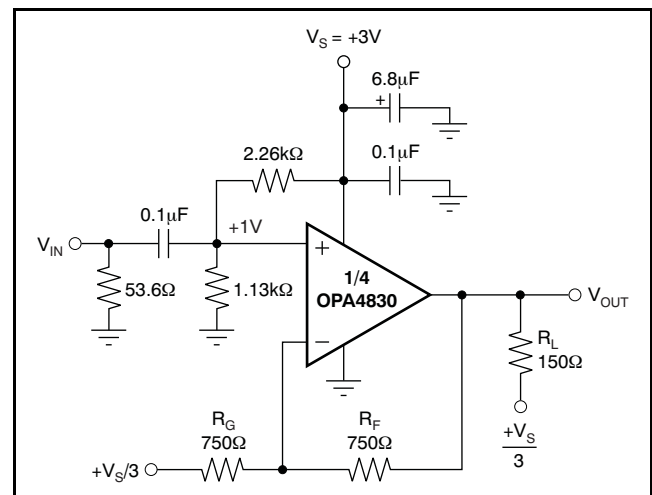 V_S = +3V
6.8µF
+
2.26kΩ
0.1µF
0.1µF
+1V
V_IN
+
53.6Ω
1.13kΩ
1/4
OPA4830
V_OUT
−
R_L
150Ω
R_G
750Ω
R_F
750Ω
+V_S
3
+V_S/3